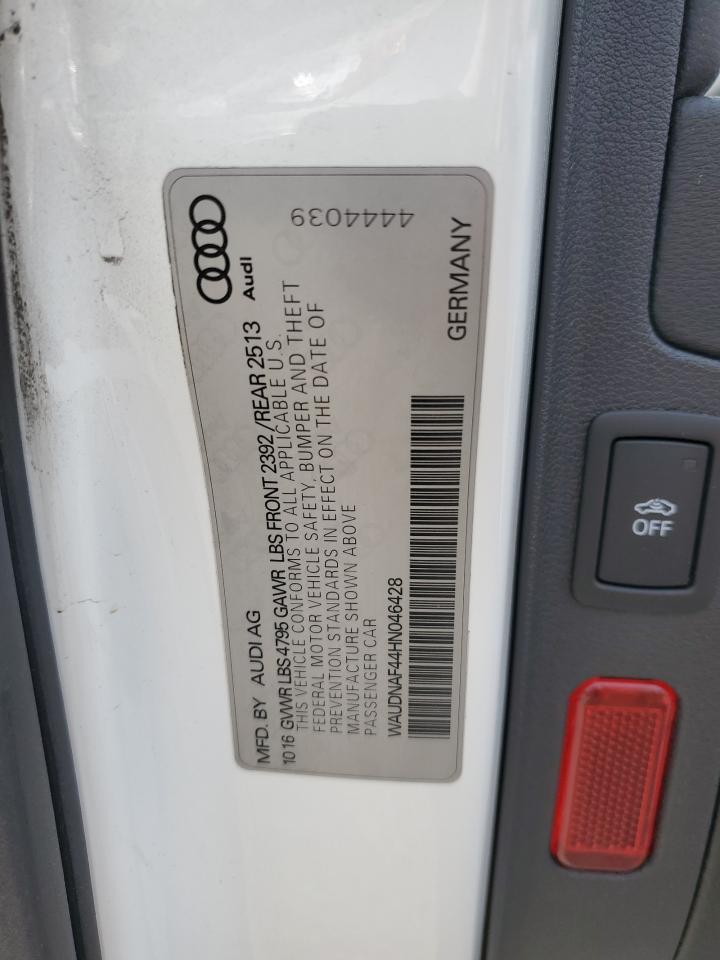 MFD. BY AUDI AG
Audi
4444039
1016 GVWR LBS 4795 GAWR LBS FRONT 2392 / REAR 2513
THIS VEHICLE CONFORMS TO ALL APPLICABLE U.S.
FEDERAL MOTOR VEHICLE SAFETY, BUMPER AND THEFT
PREVENTION STANDARDS IN EFFECT ON THE DATE OF
MANUFACTURE SHOWN ABOVE
PASSENGER CAR
WAUDNAF44HN046428
GERMANY
OFF